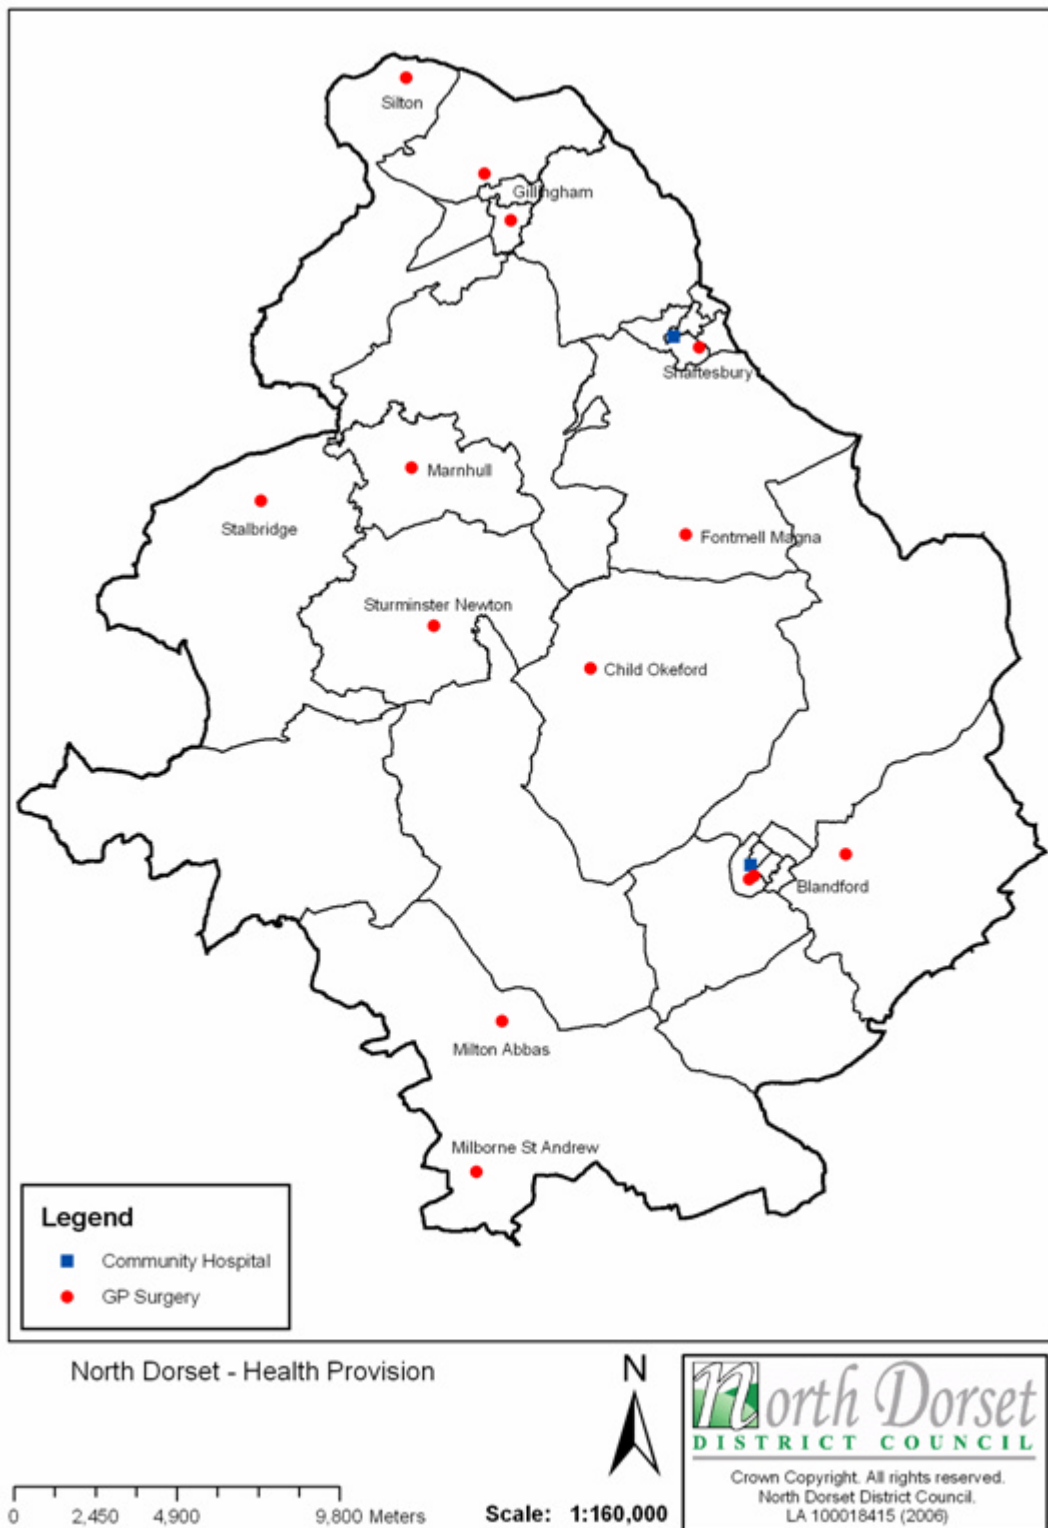 Silton
Gillingham
Shaftesbury
Marnhull
Stalbridge
Fontmell Magna
Sturminster Newton
Child Okeford
Blandford
Milton Abbas
Milborne St Andrew
Legend
Community Hospital
GP Surgery
North Dorset - Health Provision
N
0 2,450 4,900 9,800 Meters
Scale: 1:160,000
North Dorset
DISTRICT COUNCIL
Crown Copyright. All rights reserved.
North Dorset District Council.
LA 100018415 (2006)